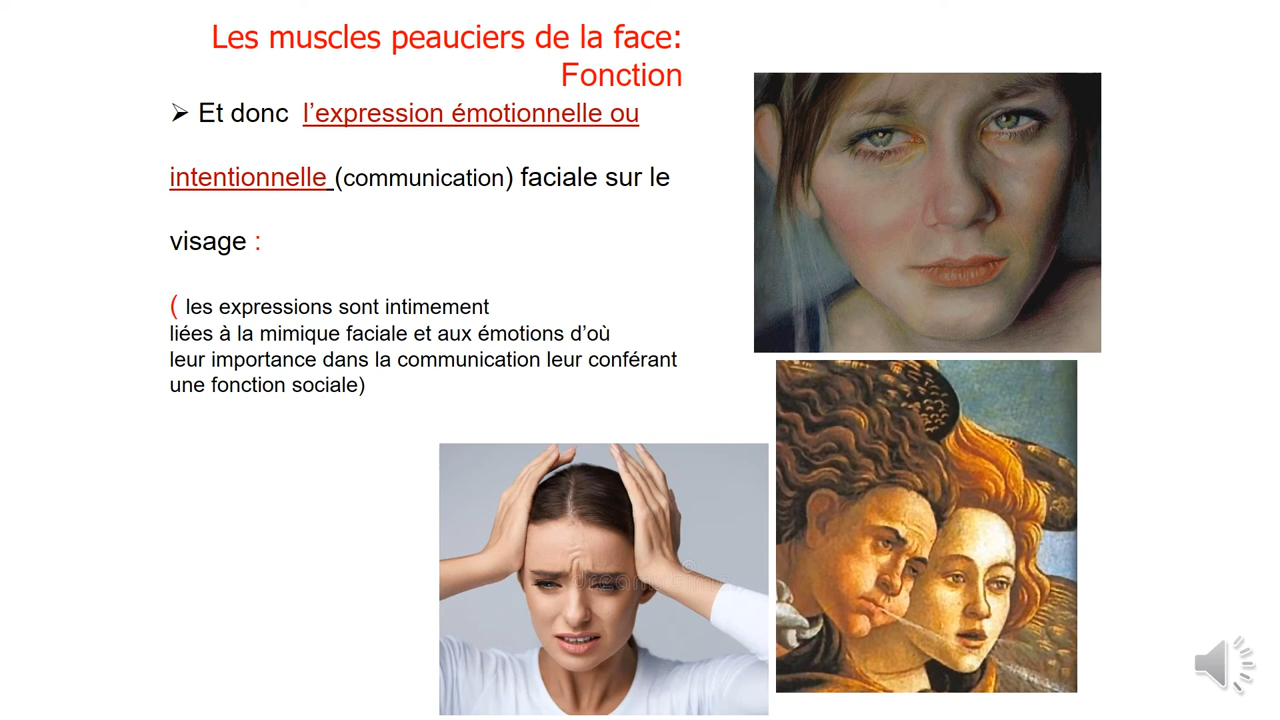 Les muscles peauciers de la face:
Fonction
➢ Et donc l’expression émotionnelle ou
intentionnelle (communication) faciale sur le
visage :
( les expressions sont intimement
liées à la mimique faciale et aux émotions d’où
leur importance dans la communication leur conférant
une fonction sociale)